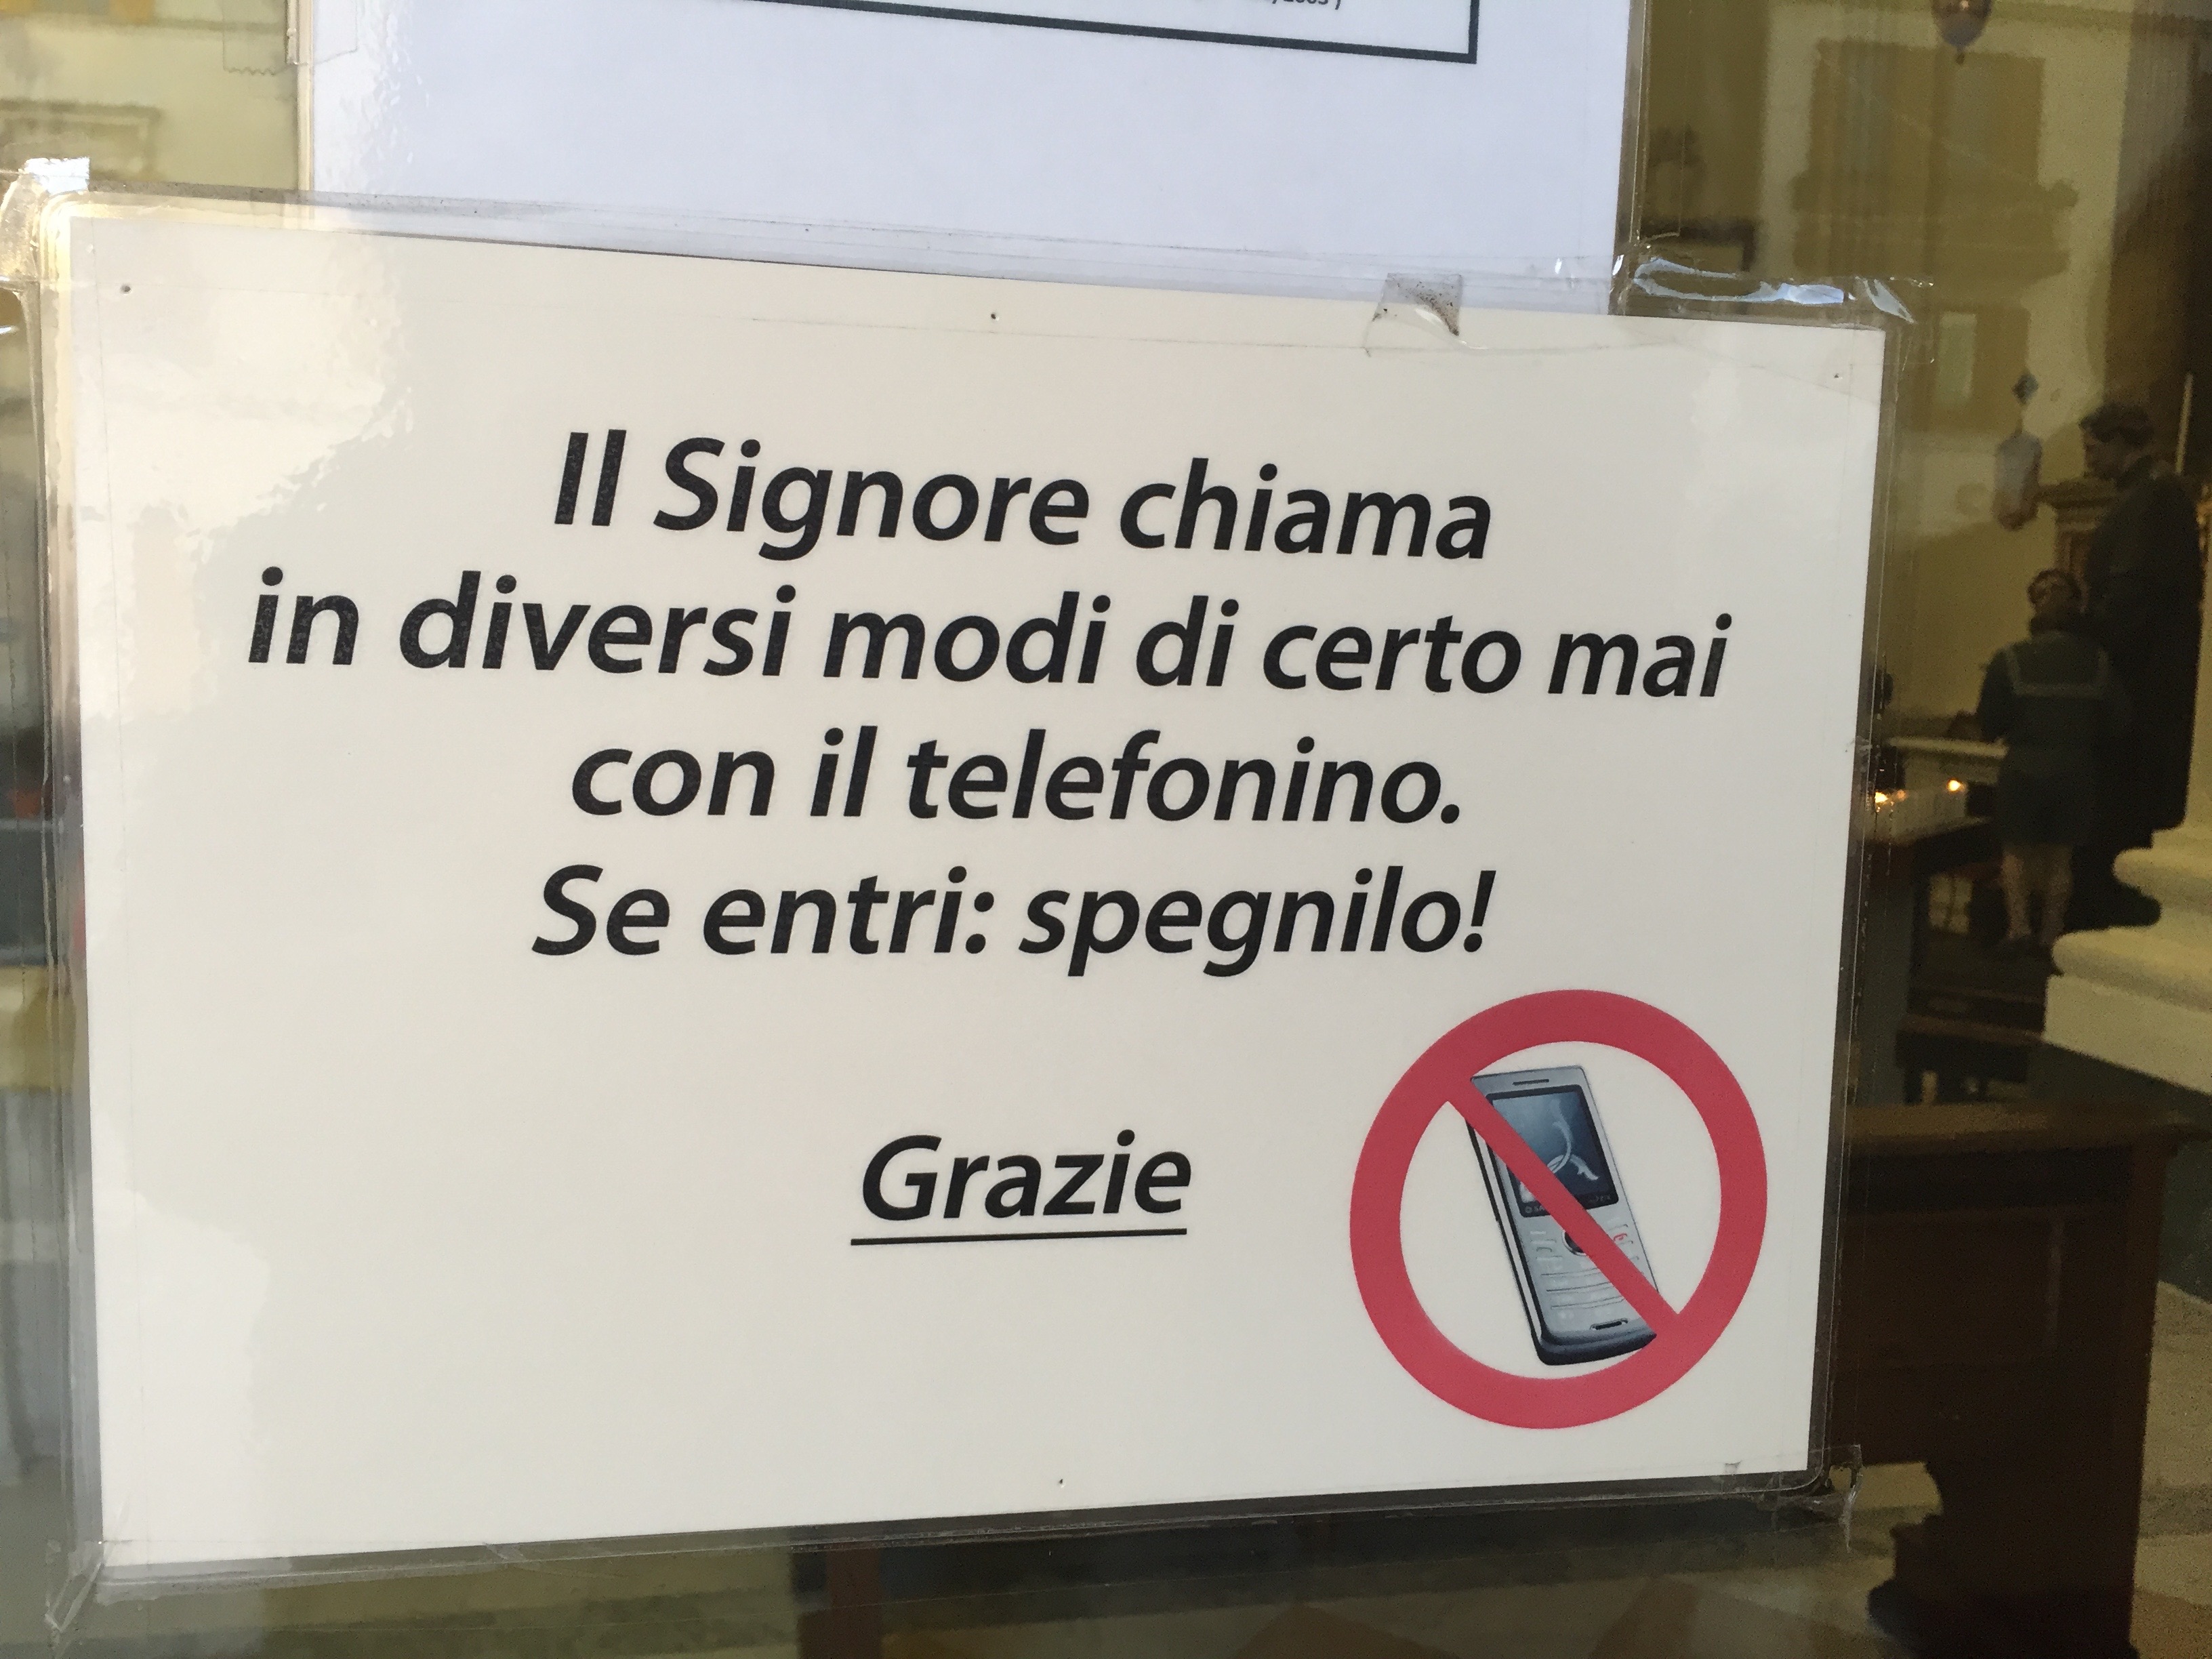 Il Signore chiama
in diversi modi di certo mai
con il telefonino.
Se entri: spegnilo!
Grazie